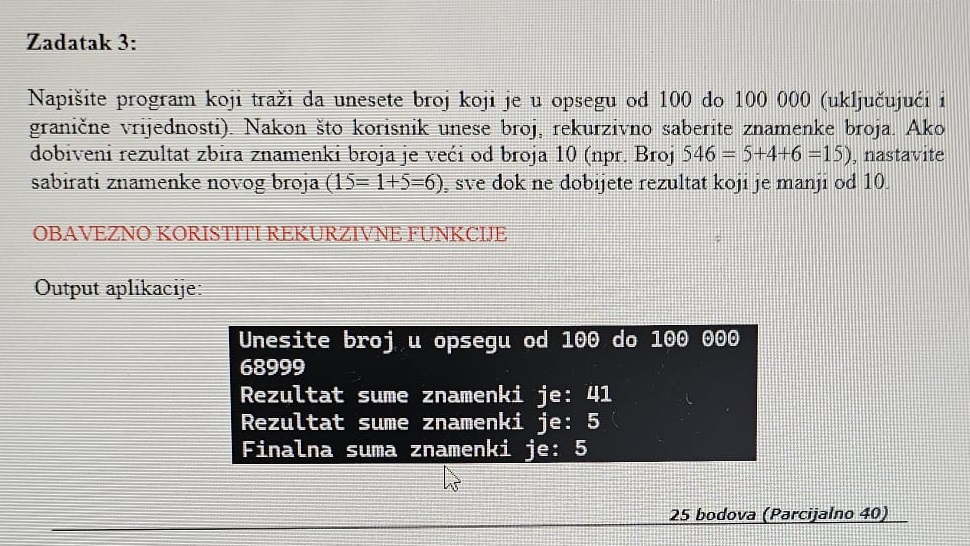 Zadatak 3:
Napišite program koji traži da unesete broj koji je u opsegu od 100 do 100 000 (uključujući i
granične vrijednosti). Nakon što korisnik unese broj, rekurzivno saberite znamenke broja. Ako
dobiveni rezultat zbira znamenki broja je veći od broja 10 (npr. Broj 546 = 5+4+6 =15), nastavite
sabirati znamenke novog broja (15= 1+5=6), sve dok ne dobijete rezultat koji je manji od 10.
OBAVEZNO KORISTITI REKURZIVNE FUNKCIJE
Output aplikacije:
Unesite broj u opsegu od 100 do 100 000
68999
Rezultat sume znamenki je: 41
Rezultat sume znamenki je: 5
Finalna suma znamenki je: 5
25 bodova (Parcijalno 40)